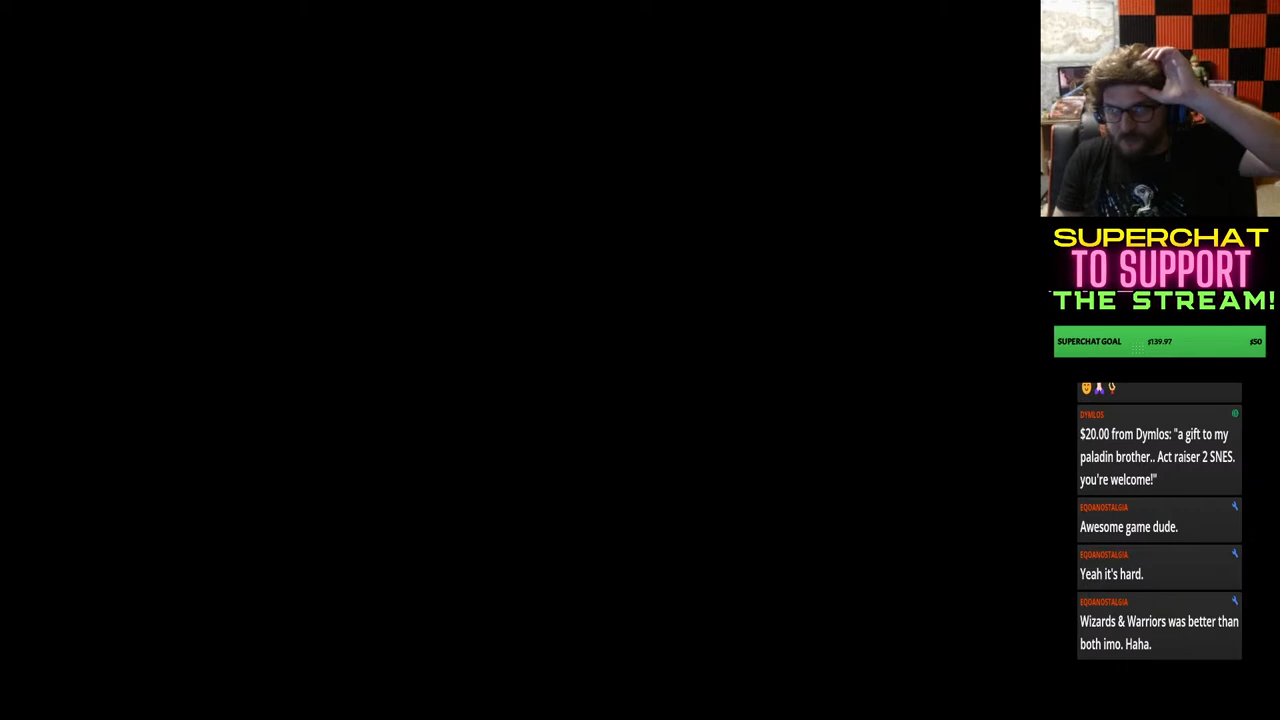 SUPERCHAT
TO SUPPORT
THE STREAM!
SUPERCHAT GOAL $139.97 $50
DYMLOS
$20.00 from Dymlos: "a gift to my
paladin brother.. Act raiser 2 SNES.
you're welcome!"
EQOANOSTALGIA
Awesome game dude.
EQOANOSTALGIA
Yeah it's hard.
EQOANOSTALGIA
Wizards & Warriors was better than
both imo. Haha.